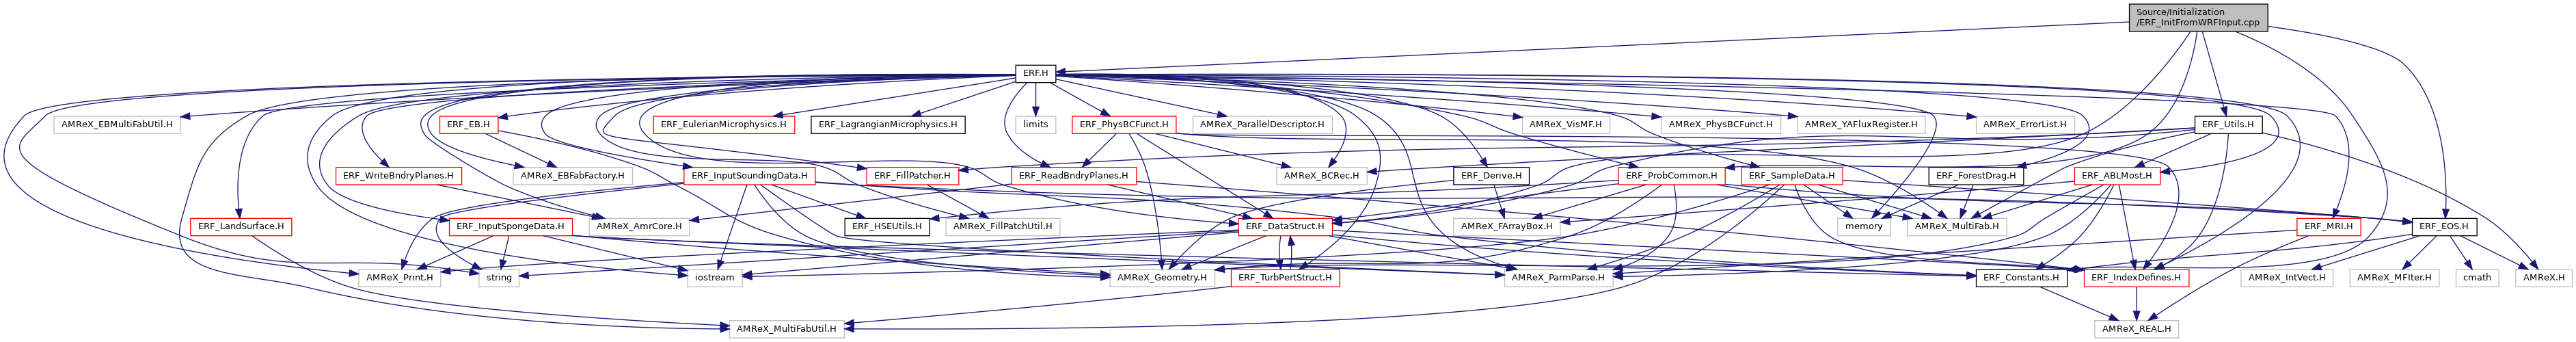 Source/Initialization
/ERF_InitFromWRFInput.cpp
ERF.H
AMReX_EBMultiFabUtil.H
ERF_EB.H
ERF_EulerianMicrophysics.H
ERF_LagrangianMicrophysics.H
limits
ERF_PhysBCFunct.H
AMReX_ParallelDescriptor.H
AMReX_VisMF.H
AMReX_PhysBCFunct.H
AMReX_YAFluxRegister.H
AMReX_ErrorList.H
ERF_Utils.H
ERF_WriteBndryPlanes.H
AMReX_EBFabFactory.H
ERF_InputSoundingData.H
ERF_FillPatcher.H
ERF_ReadBndryPlanes.H
AMReX_BCRec.H
ERF_Derive.H
ERF_ProbCommon.H
ERF_SampleData.H
ERF_ForestDrag.H
ERF_ABLMost.H
ERF_LandSurface.H
ERF_InputSpongeData.H
AMReX_AmrCore.H
ERF_HSEUtils.H
AMReX_FillPatchUtil.H
ERF_DataStruct.H
AMReX_FArrayBox.H
memory
AMReX_MultiFab.H
ERF_MRI.H
ERF_EOS.H
AMReX_Print.H
string
iostream
AMReX_Geometry.H
ERF_TurbPertStruct.H
AMReX_ParmParse.H
ERF_Constants.H
ERF_IndexDefines.H
AMReX_IntVect.H
AMReX_MFIter.H
cmath
AMReX.H
AMReX_MultiFabUtil.H
AMReX_REAL.H